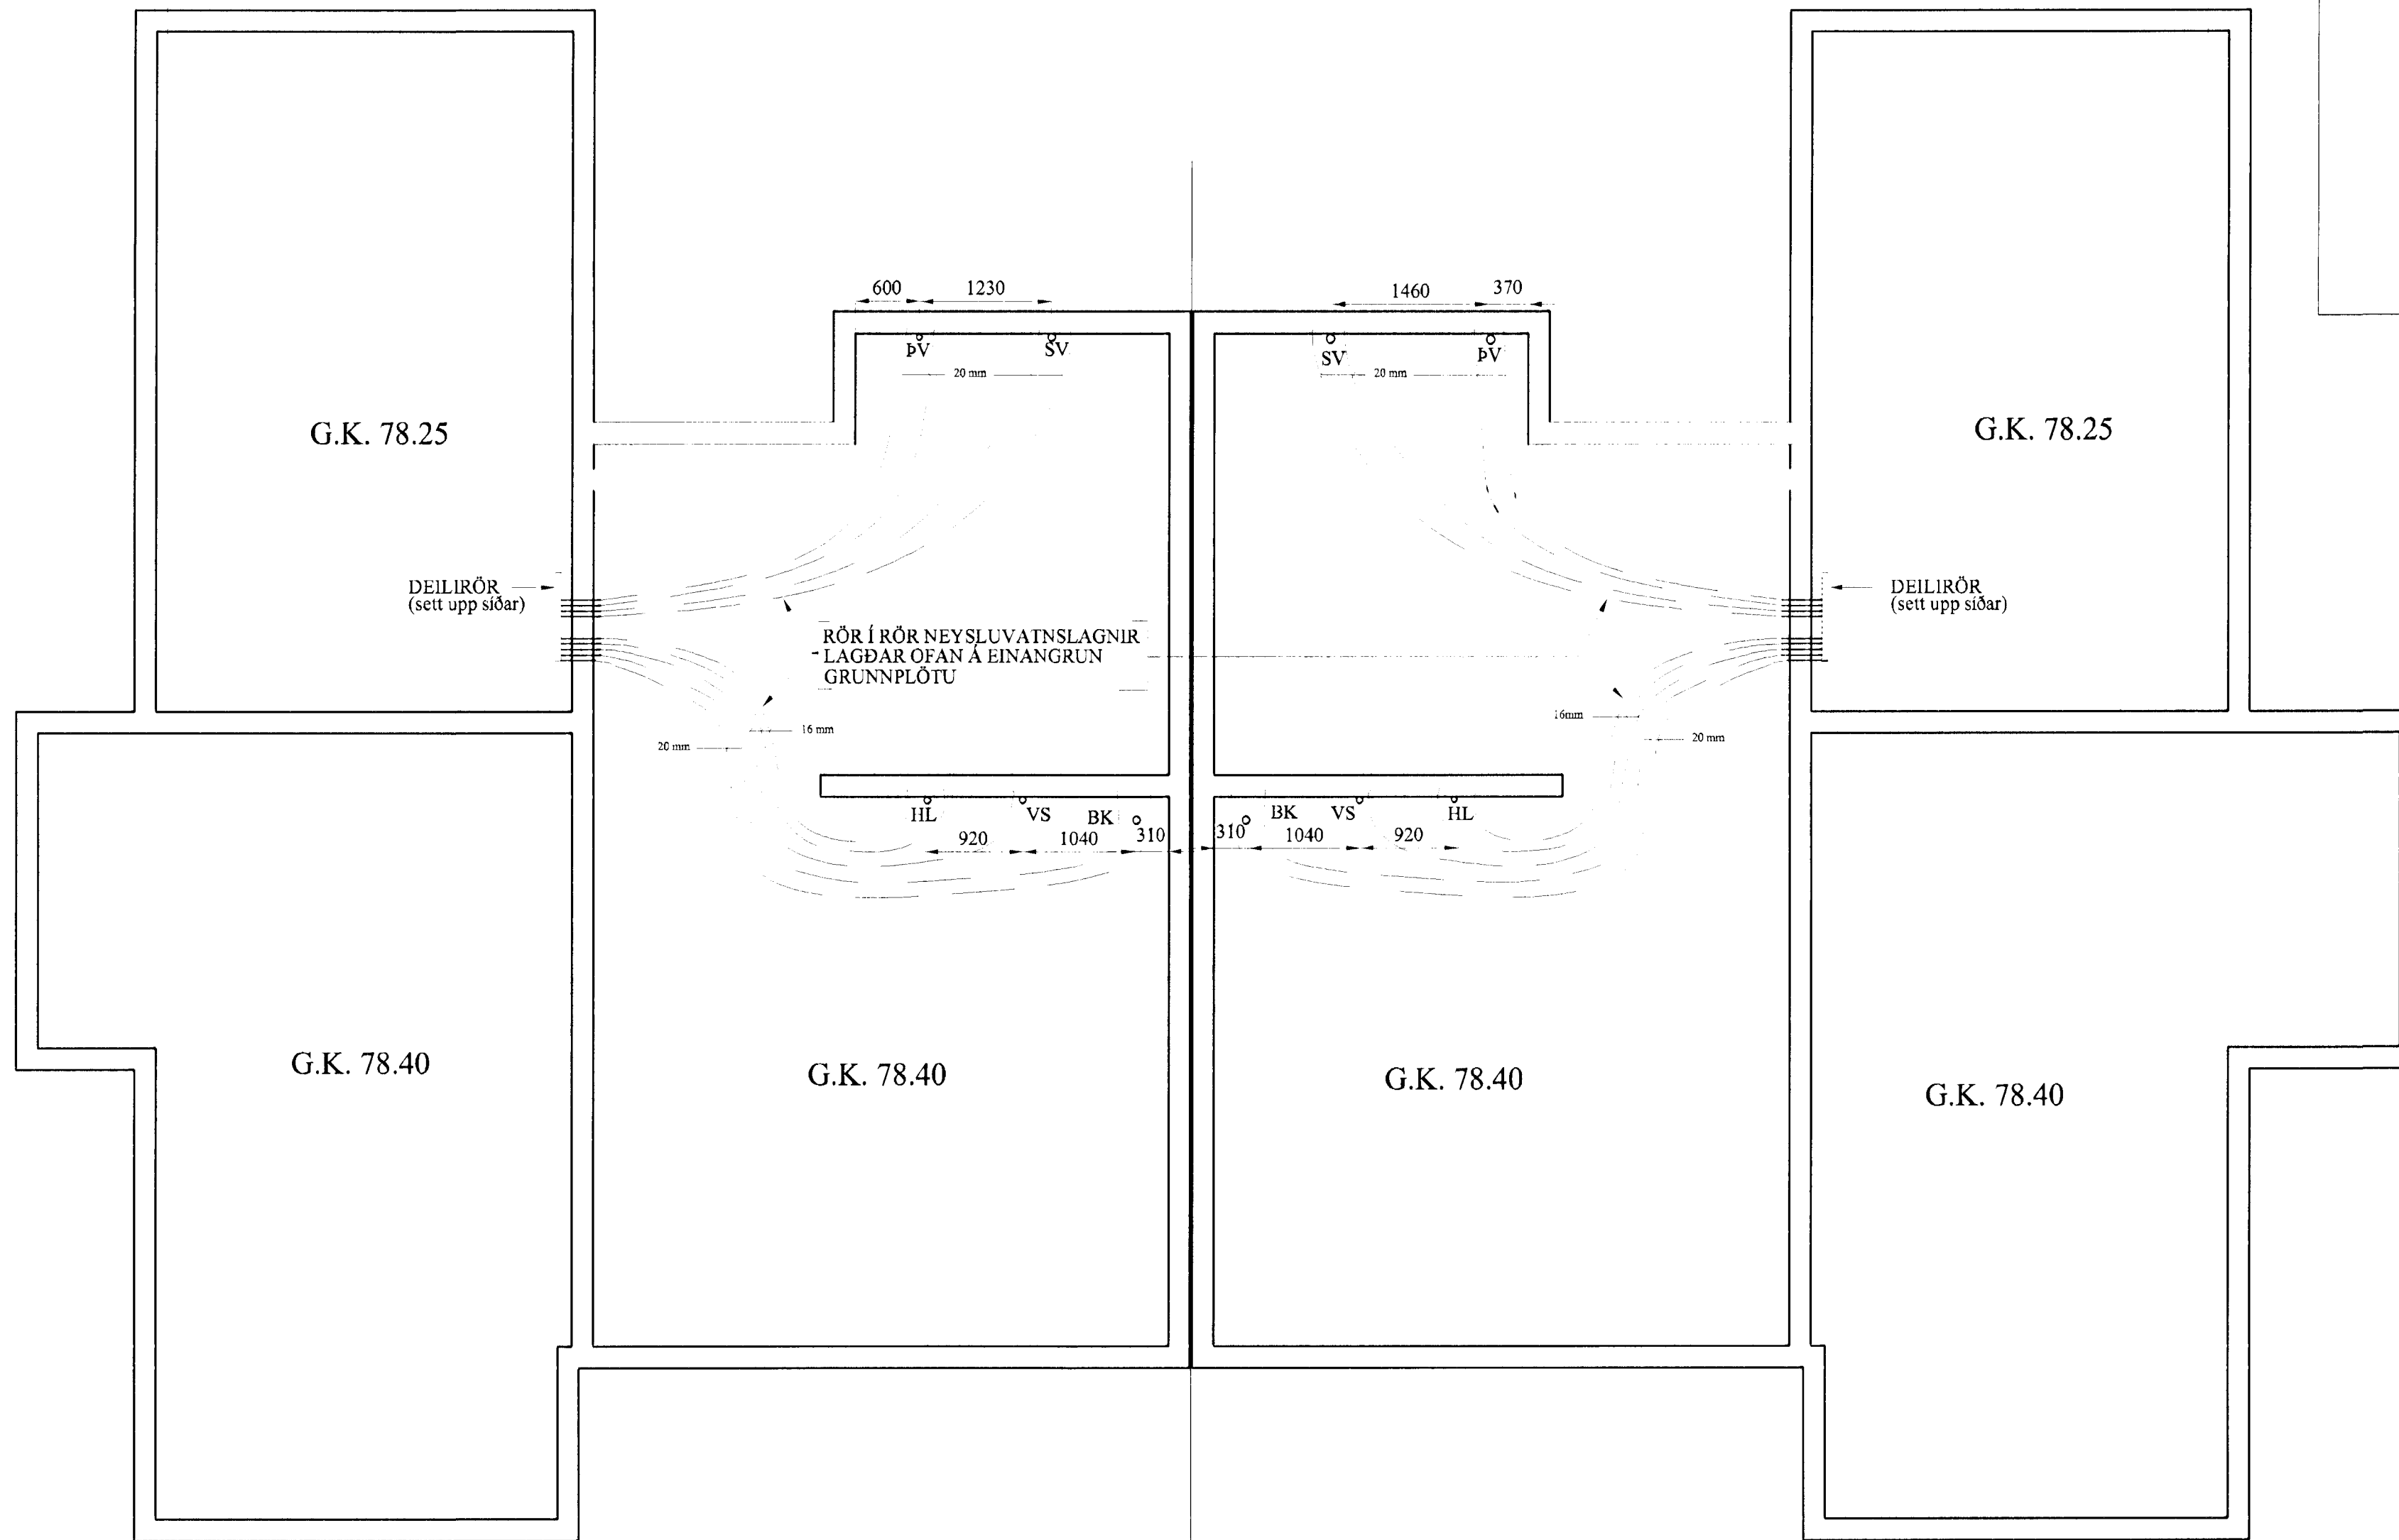 600 1230
1460 370
ÞV SV
SV ÞV
20 mm
20 mm
G.K. 78.25
G.K. 78.25
DEILIRÖR
(sett upp síðar)
DEILIRÖR
(sett upp síðar)
RÖR Í RÖR NEYSLUVATNSLAGNIR
LAGÐAR OFAN Á EINANGRUN
GRUNNPLÖTU
16 mm
20 mm
16mm
20 mm
HL VS BK
BK VS HL
920 1040 310
310 1040 920
G.K. 78.40
G.K. 78.40
G.K. 78.40
G.K. 78.40